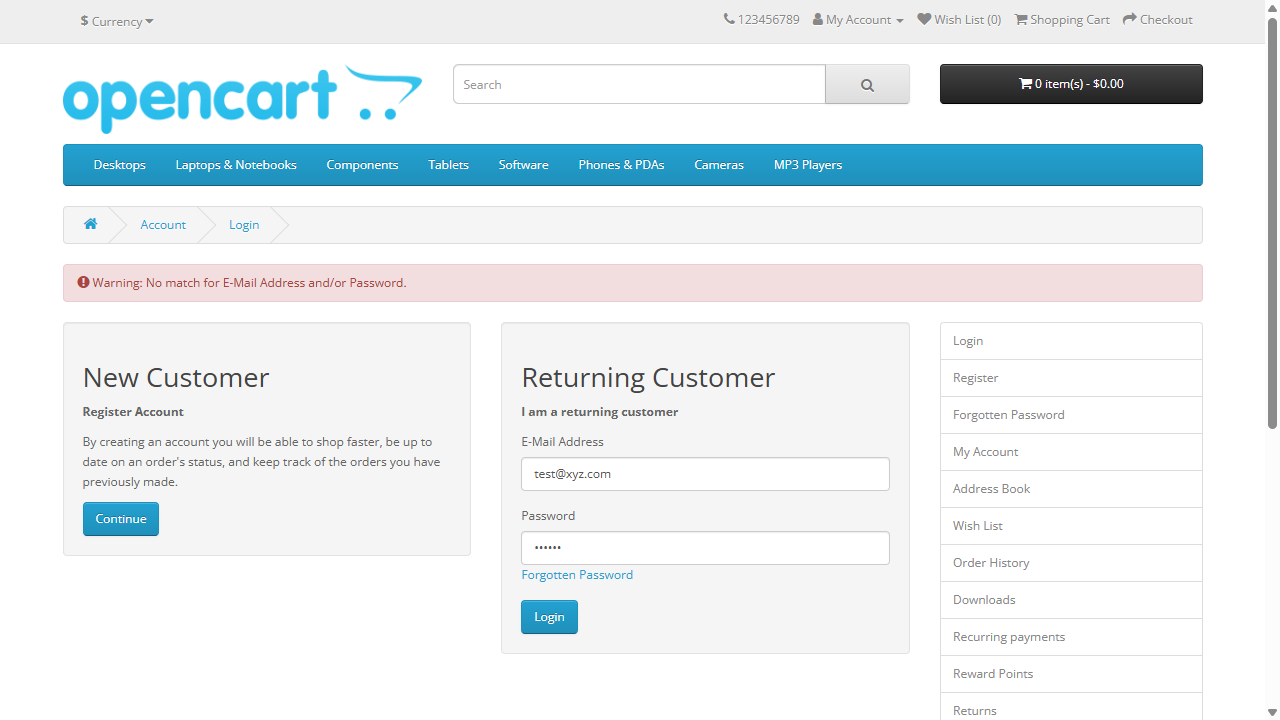 $ Currency
123456789 My Account Wish List (0) Shopping Cart Checkout
opencart
Search
0 item(s) - $0.00
Desktops Laptops & Notebooks Components Tablets Software Phones & PDAs Cameras MP3 Players
Account Login
Warning: No match for E-Mail Address and/or Password.
New Customer
Register Account
By creating an account you will be able to shop faster, be up to
date on an order's status, and keep track of the orders you have
previously made.
Continue
Returning Customer
I am a returning customer
E-Mail Address
test@xyz.com
Password
••••••
Forgotten Password
Login
Login
Register
Forgotten Password
My Account
Address Book
Wish List
Order History
Downloads
Recurring payments
Reward Points
Returns